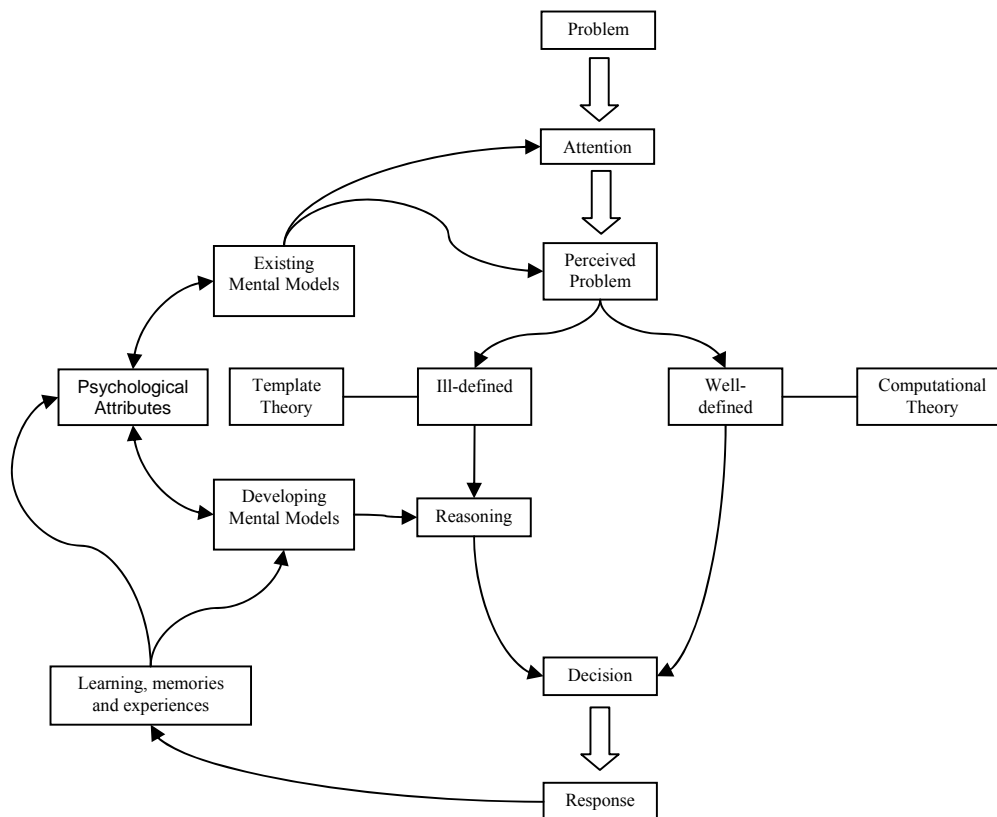 Problem
Attention
Existing
Mental Models
Perceived
Problem
Psychological
Attributes
Template
Theory
Ill-defined
Well-
defined
Computational
Theory
Developing
Mental Models
Reasoning
Learning, memories
and experiences
Decision
Response